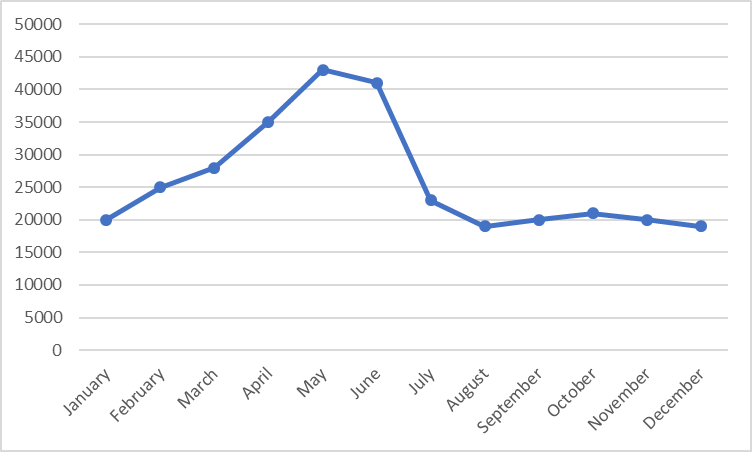 50000
45000
40000
35000
30000
25000
20000
15000
10000
5000
0
January
February
March
April
May
June
July
August
September
October
November
December